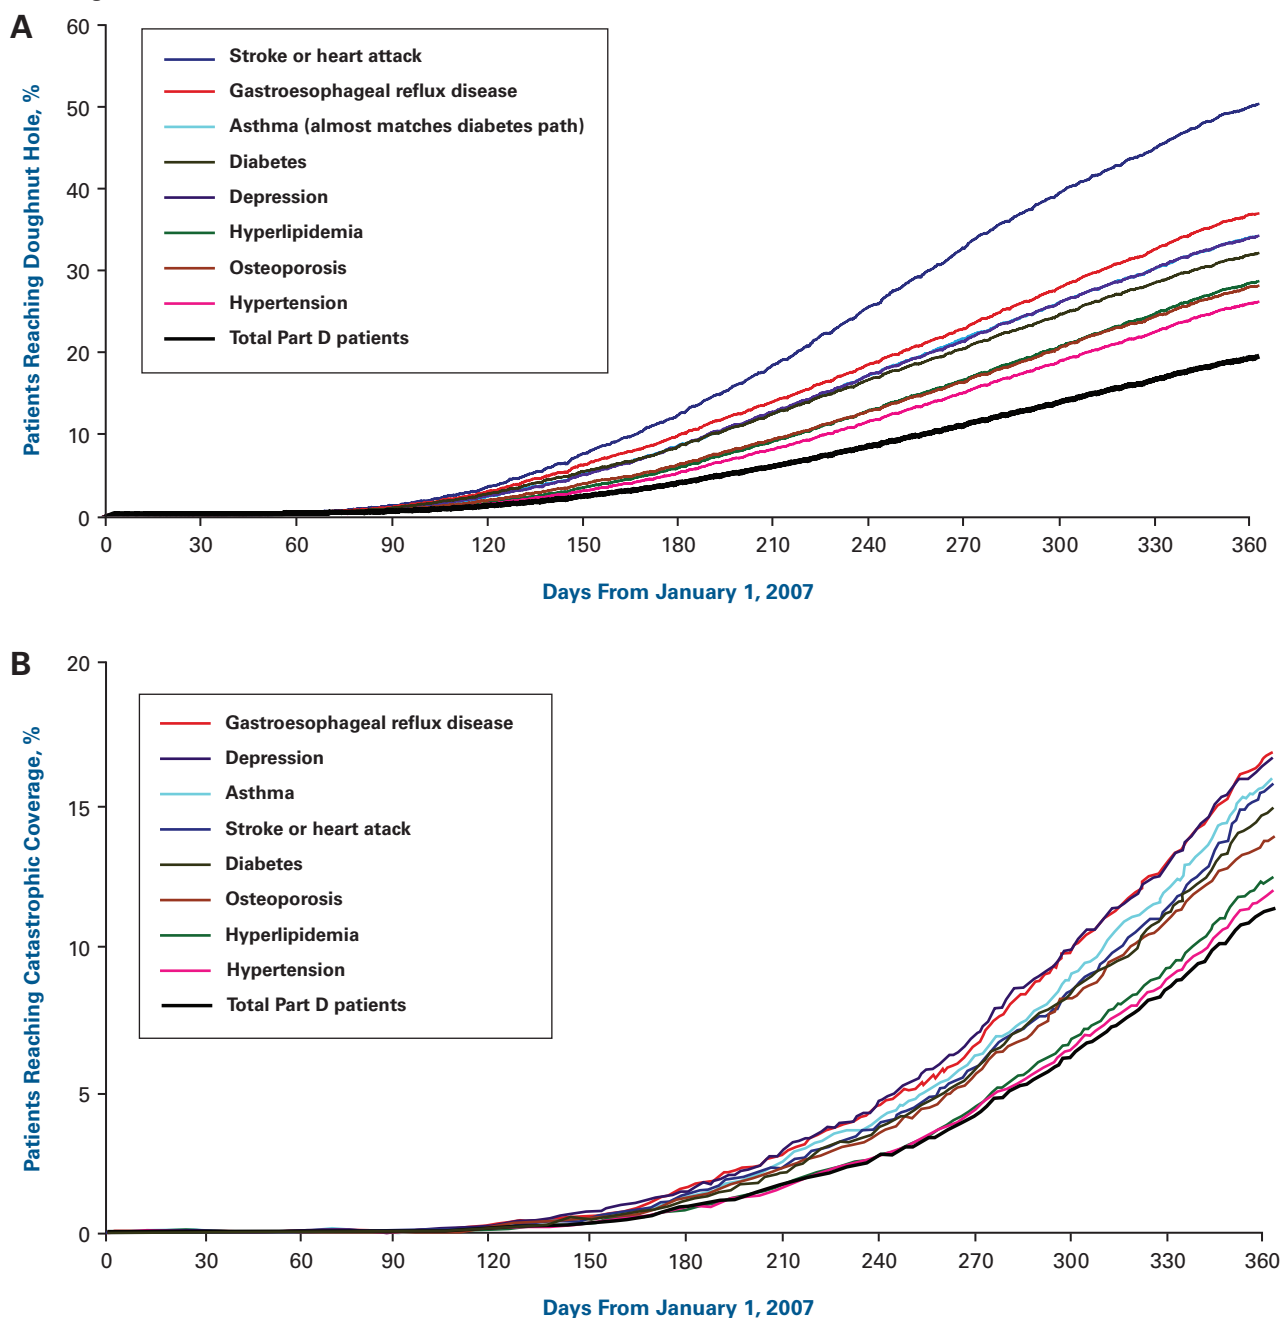 A
60
50
40
30
20
10
0
Patients Reaching Doughnut Hole, %
Stroke or heart attack
Gastroesophageal reflux disease
Asthma (almost matches diabetes path)
Diabetes
Depression
Hyperlipidemia
Osteoporosis
Hypertension
Total Part D patients
0 30 60 90 120 150 180 210 240 270 300 330 360
Days From January 1, 2007
B
20
15
10
5
0
Patients Reaching Catastrophic Coverage, %
Gastroesophageal reflux disease
Depression
Asthma
Stroke or heart atack
Diabetes
Osteoporosis
Hyperlipidemia
Hypertension
Total Part D patients
0 30 60 90 120 150 180 210 240 270 300 330 360
Days From January 1, 2007